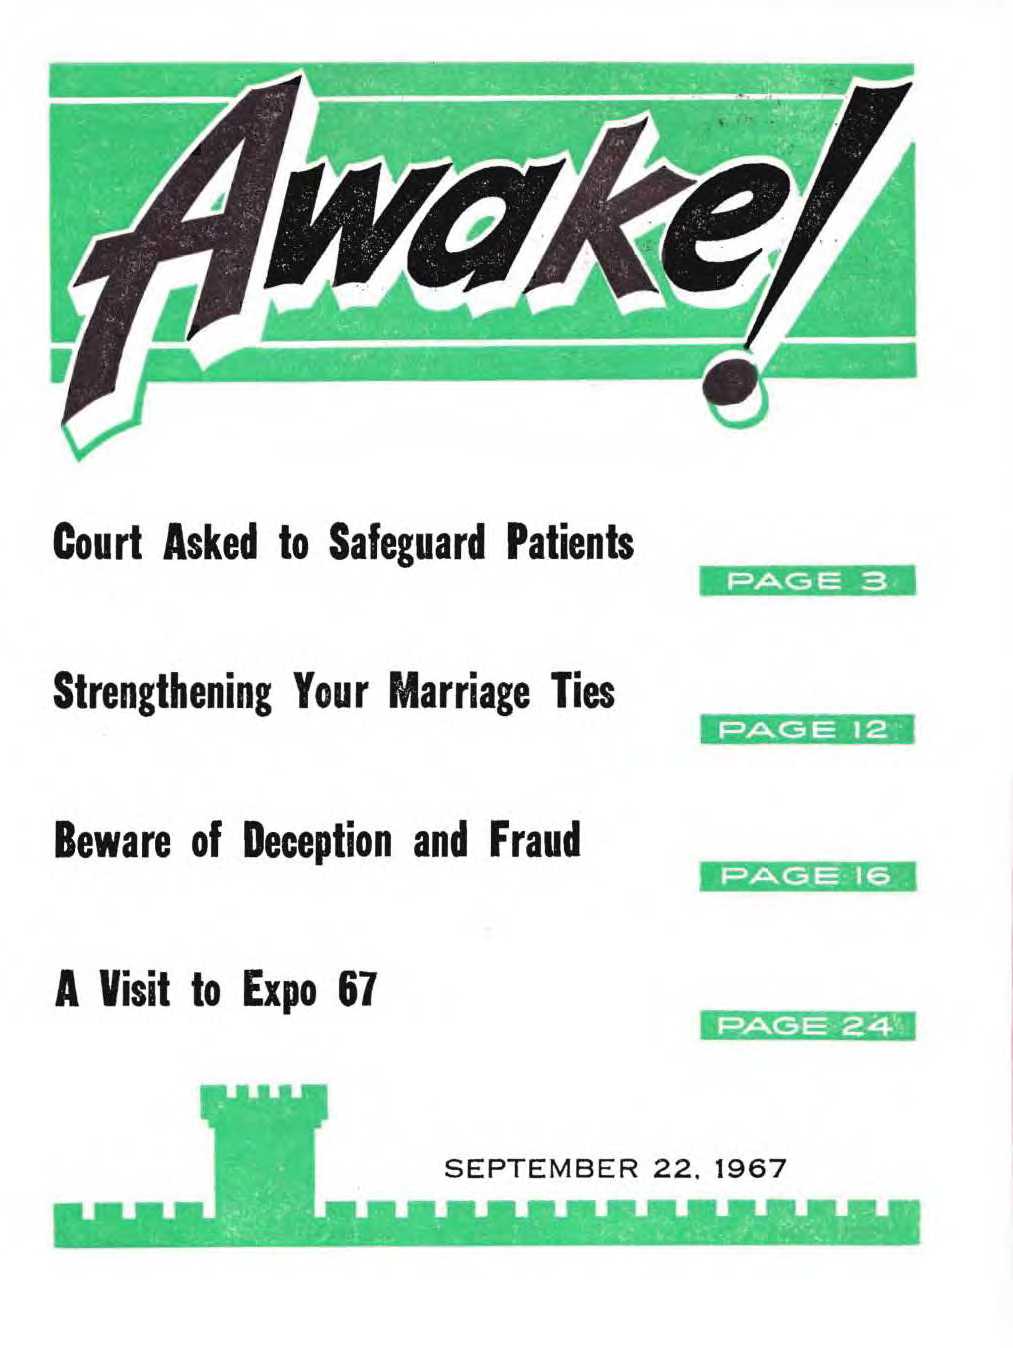 Awake!
Court Asked to Safeguard Patients
PAGE 3
Strengthening Your Marriage Ties
PAGE 12
Beware of Deception and Fraud
PAGE 16
A Visit to Expo 67
PAGE 24
SEPTEMBER 22, 1967